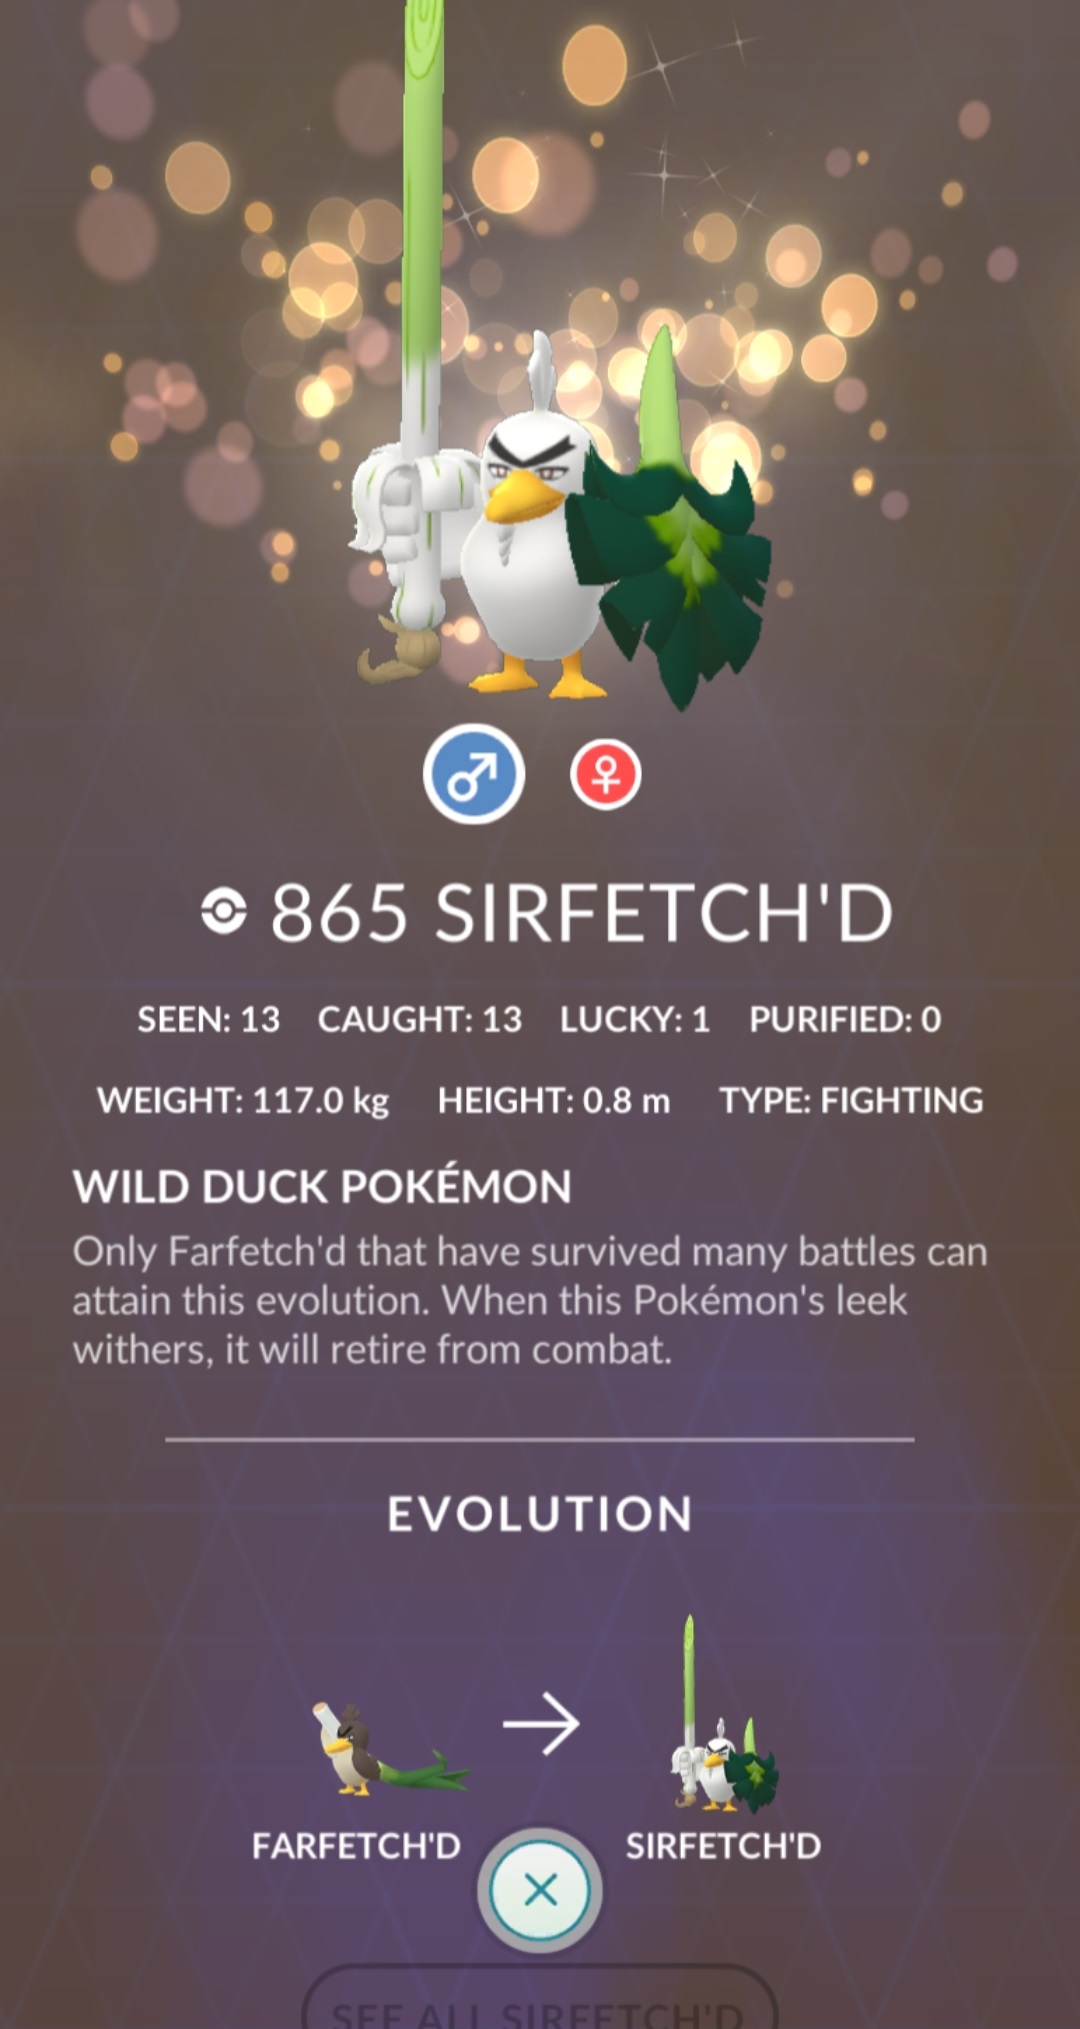 865 SIRFETCH'D
SEEN: 13 CAUGHT: 13 LUCKY: 1 PURIFIED: 0
WEIGHT: 117.0 kg HEIGHT: 0.8 m TYPE: FIGHTING
WILD DUCK POKÉMON
Only Farfetch'd that have survived many battles can
attain this evolution. When this Pokémon's leek
withers, it will retire from combat.
EVOLUTION
FARFETCH'D SIRFETCH'D
SEE ALL SIRFETCH'D